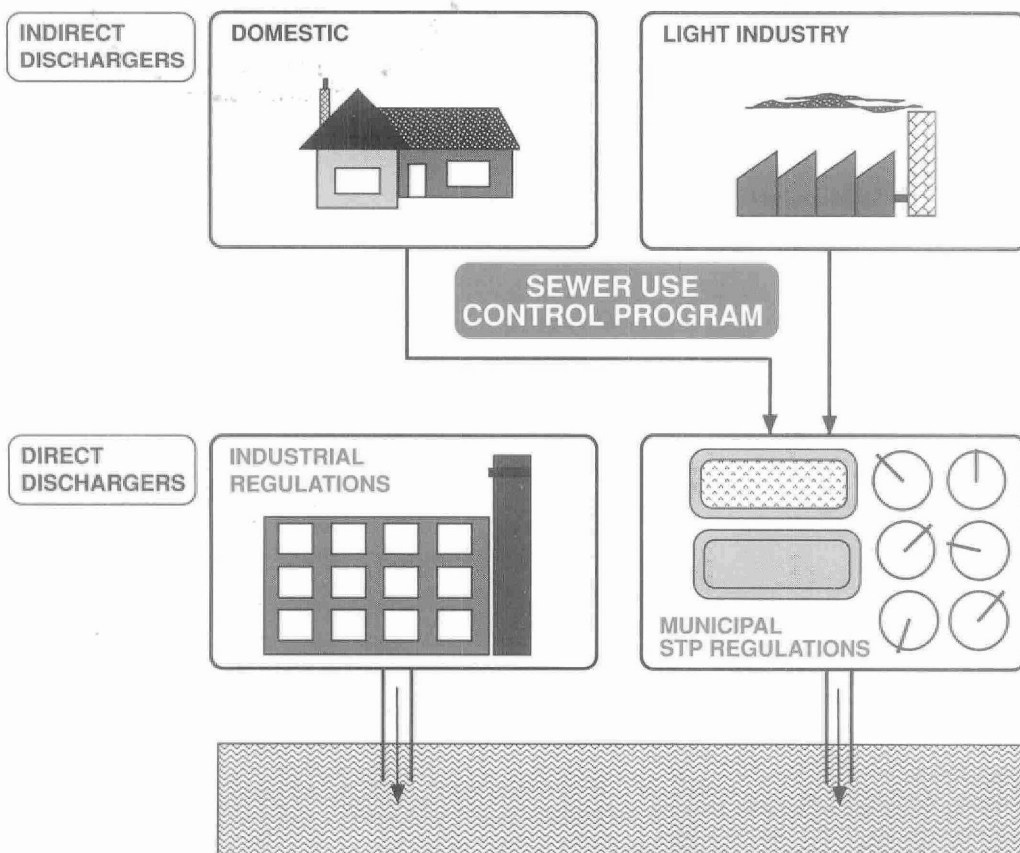 INDIRECT
DISCHARGERS
DOMESTIC
LIGHT INDUSTRY
SEWER USE
CONTROL PROGRAM
DIRECT
DISCHARGERS
INDUSTRIAL
REGULATIONS
MUNICIPAL
STP REGULATIONS